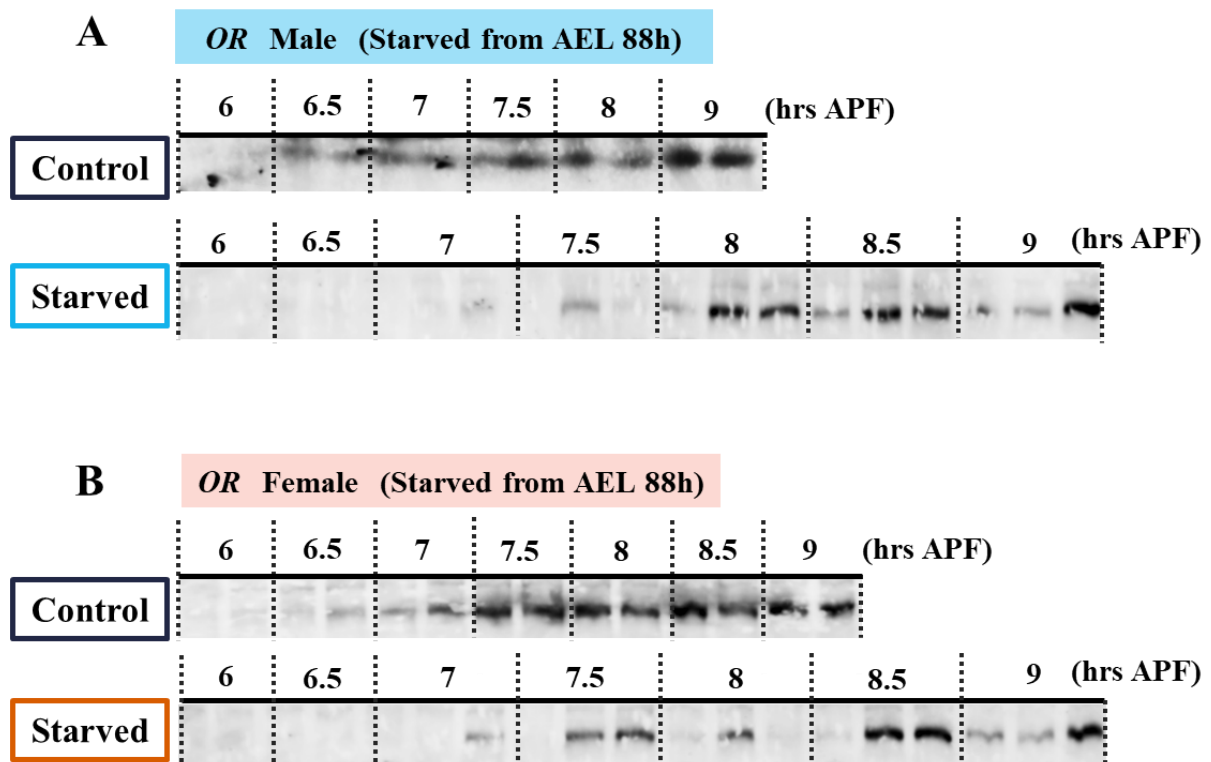 A
OR Male (Starved from AEL 88h)
6 6.5 7 7.5 8 9 (hrs APF)
Control
6 6.5 7 7.5 8 8.5 9 (hrs APF)
Starved
B
OR Female (Starved from AEL 88h)
6 6.5 7 7.5 8 8.5 9 (hrs APF)
Control
6 6.5 7 7.5 8 8.5 9 (hrs APF)
Starved